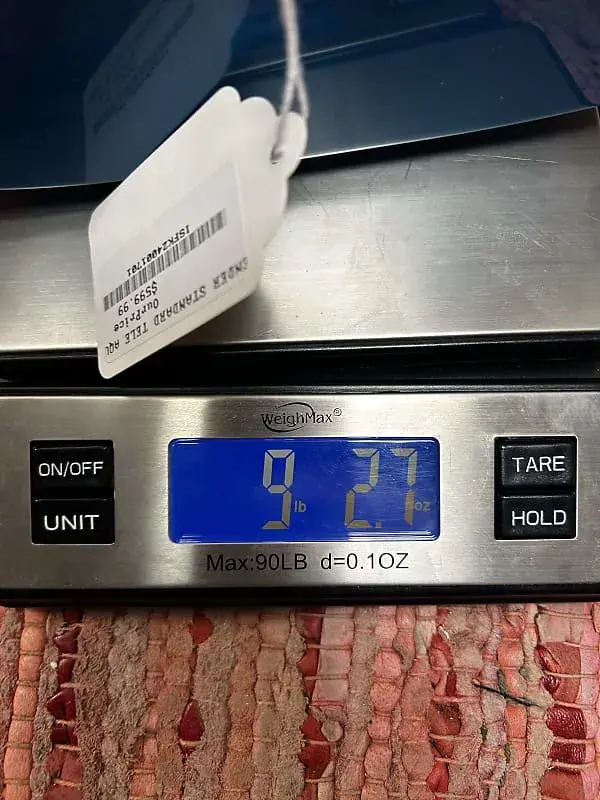 ENDER STANDARD TELE AQU
OurPrice
$599.99
ISFK24001701
WeighMax®
ON/OFF
UNIT
9 lb 2.7 oz
TARE
HOLD
Max:90LB d=0.1OZ